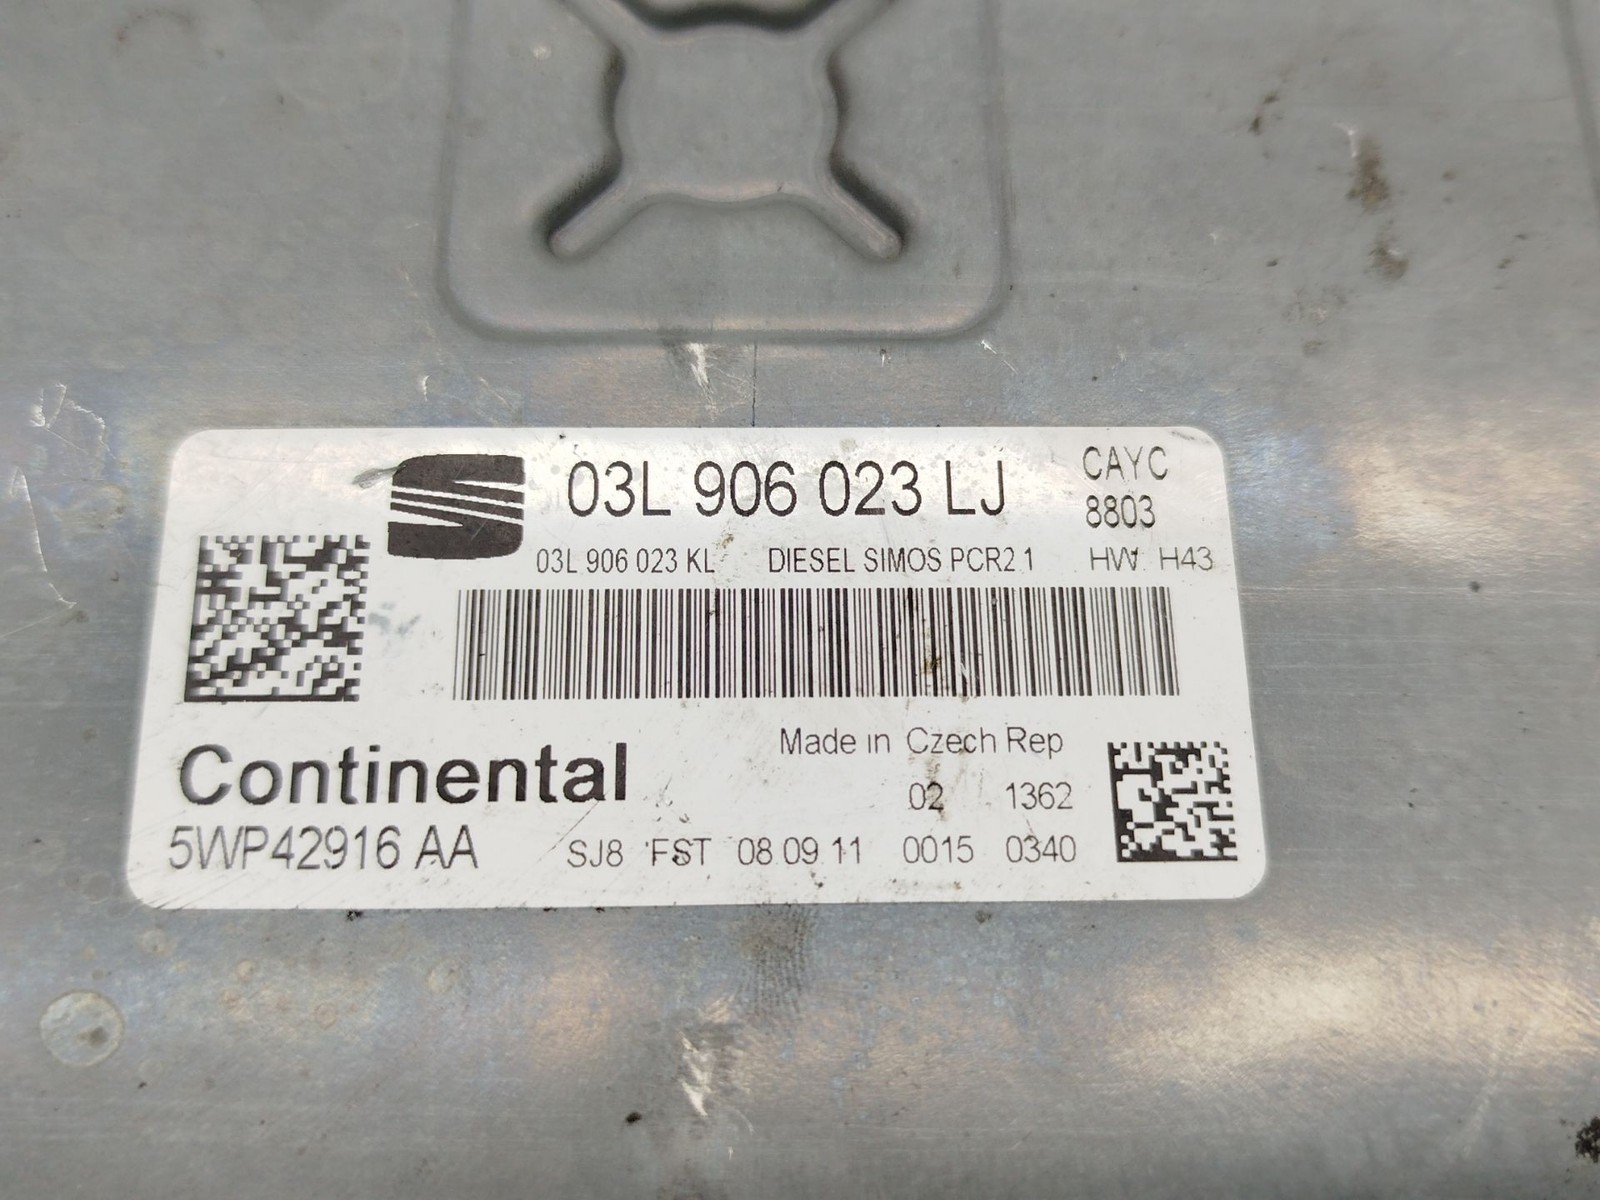 03L 906 023 LJ CAYC
8803
03L 906 023 KL DIESEL SIMOS PCR2 1 HW H43
Made in Czech Rep
Continental
02 1362
5WP42916 AA SJ8 FST 08 09 11 0015 0340